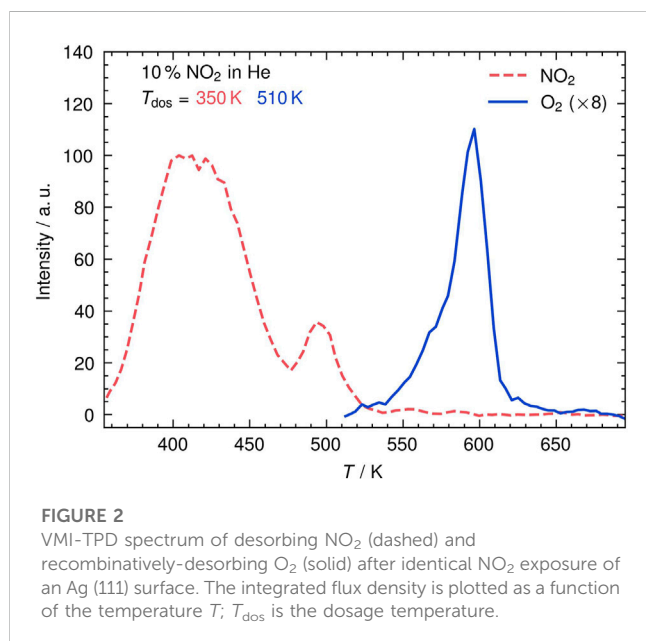 140
120
100
80
60
40
20
0
Intensity / a.u.
10 % NO₂ in He
T_dos = 350 K 510 K
NO₂
O₂ (×8)
400 450 500 550 600 650
T / K
FIGURE 2
VMI-TPD spectrum of desorbing NO₂ (dashed) and
recombinatively-desorbing O₂ (solid) after identical NO₂ exposure of
an Ag (111) surface. The integrated flux density is plotted as a function
of the temperature T; T_dos is the dosage temperature.